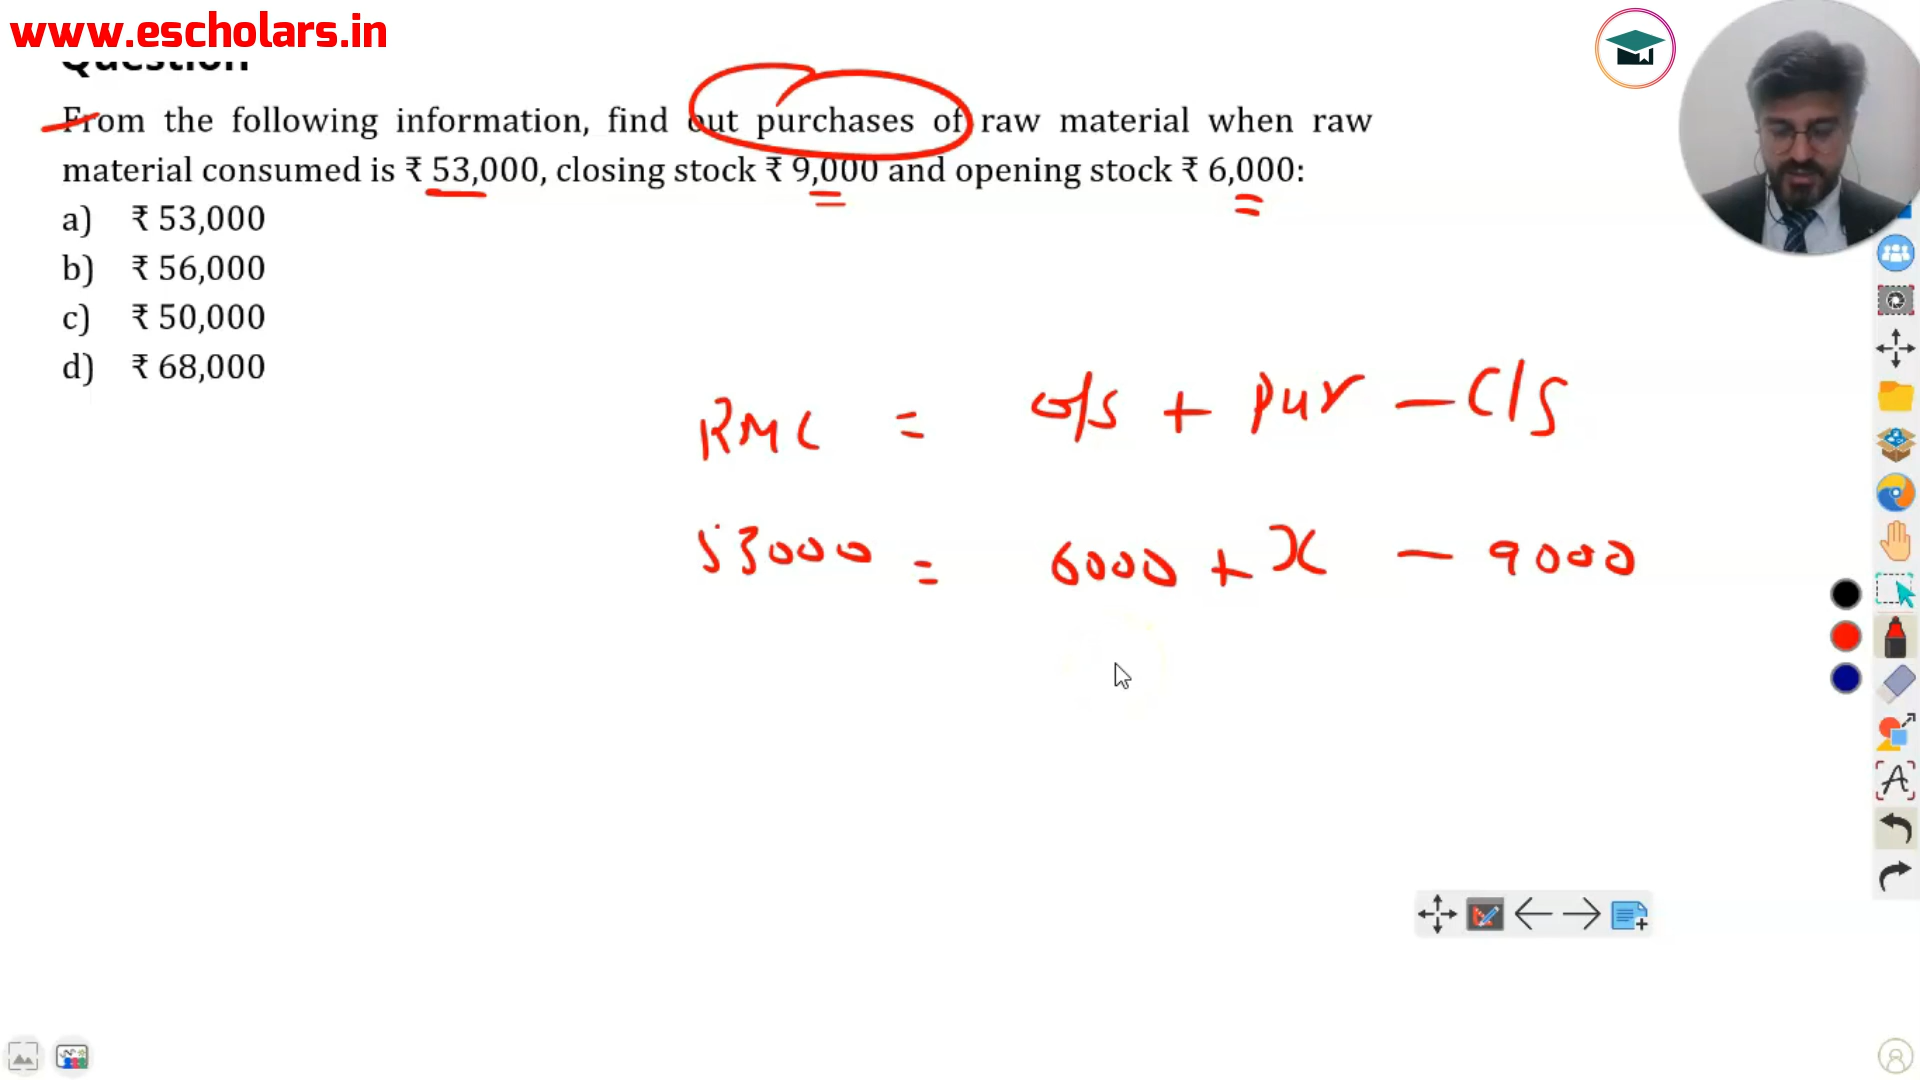 www.escholars.in
Question
From the following information, find out purchases of raw material when raw
material consumed is ₹ 53,000, closing stock ₹ 9,000 and opening stock ₹ 6,000:
a) ₹ 53,000
b) ₹ 56,000
c) ₹ 50,000
d) ₹ 68,000
RMC = o/s + pur - C/S
53000 = 6000 + x - 9000